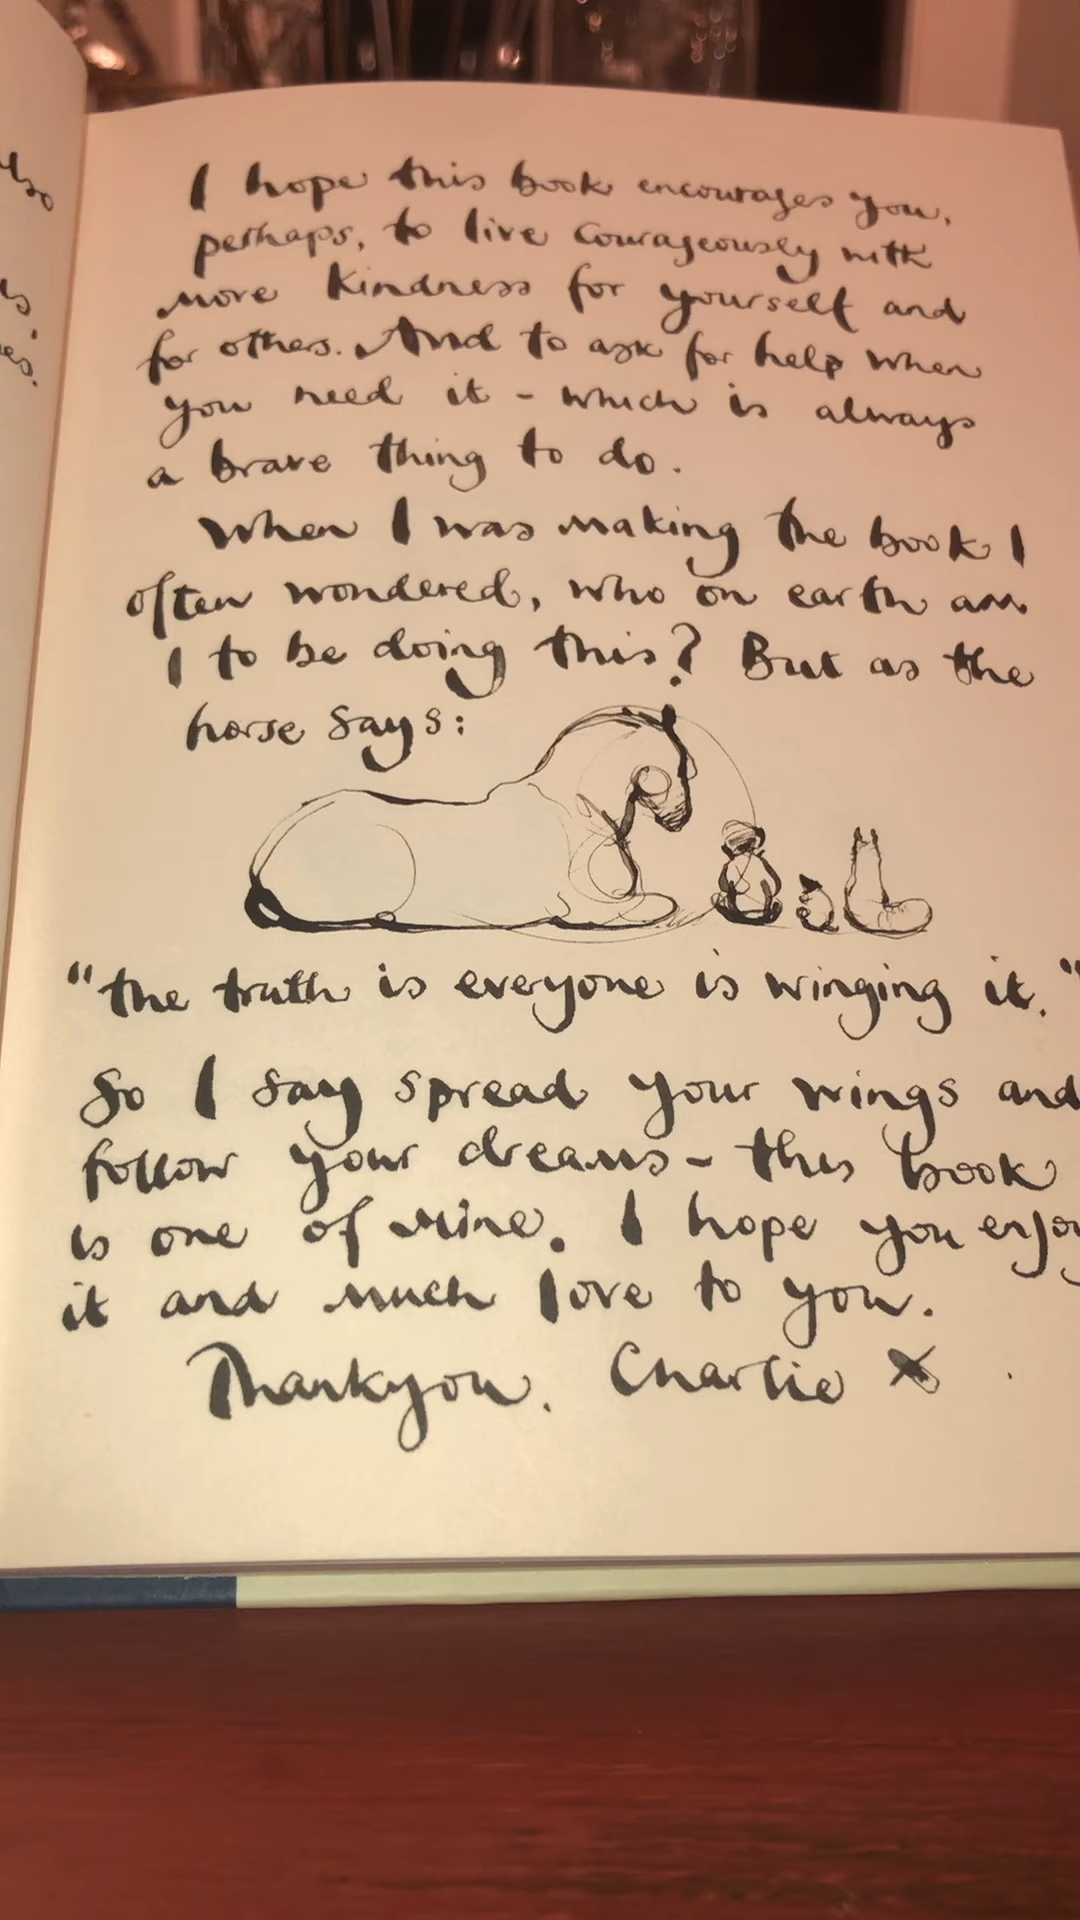 I hope this book encourages you,
perhaps, to live courageously with
more kindness for yourself and
for others. And to ask for help when
you need it - which is always
a brave thing to do.
When I was making the book I
often wondered, who on earth am
I to be doing this? But as the
horse says:
"the truth is everyone is winging it."
So I say spread your wings and
follow your dreams - this book
is one of mine. I hope you enjoy
it and much love to you.
Thankyou. Charlie x